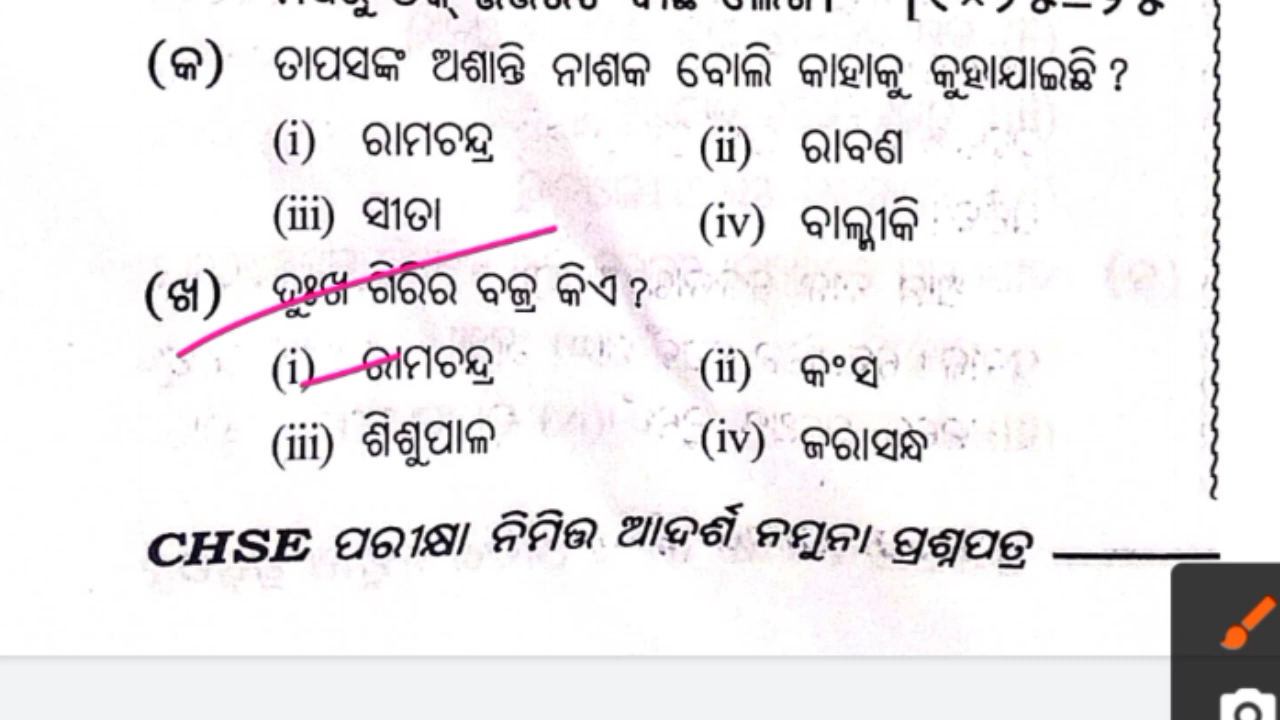 (କ) ତାପସଙ୍କ ଅଶାନ୍ତି ନାଶକ ବୋଲି କାହାକୁ କୁହାଯାଇଛି ?
(i) ରାମଚନ୍ଦ୍ର (ii) ରାବଣ
(iii) ସୀତା (iv) ବାଲ୍ମୀକି
(ଖ) ଦୁଃଖ ଗିରିର ବଜ୍ର କିଏ ?
(i) ରାମଚନ୍ଦ୍ର (ii) କଂସ
(iii) ଶିଶୁପାଳ (iv) ଜରାସନ୍ଧ
CHSE ପରୀକ୍ଷା ନିମିତ୍ତ ଆଦର୍ଶ ନମୁନା ପ୍ରଶ୍ନପତ୍ର